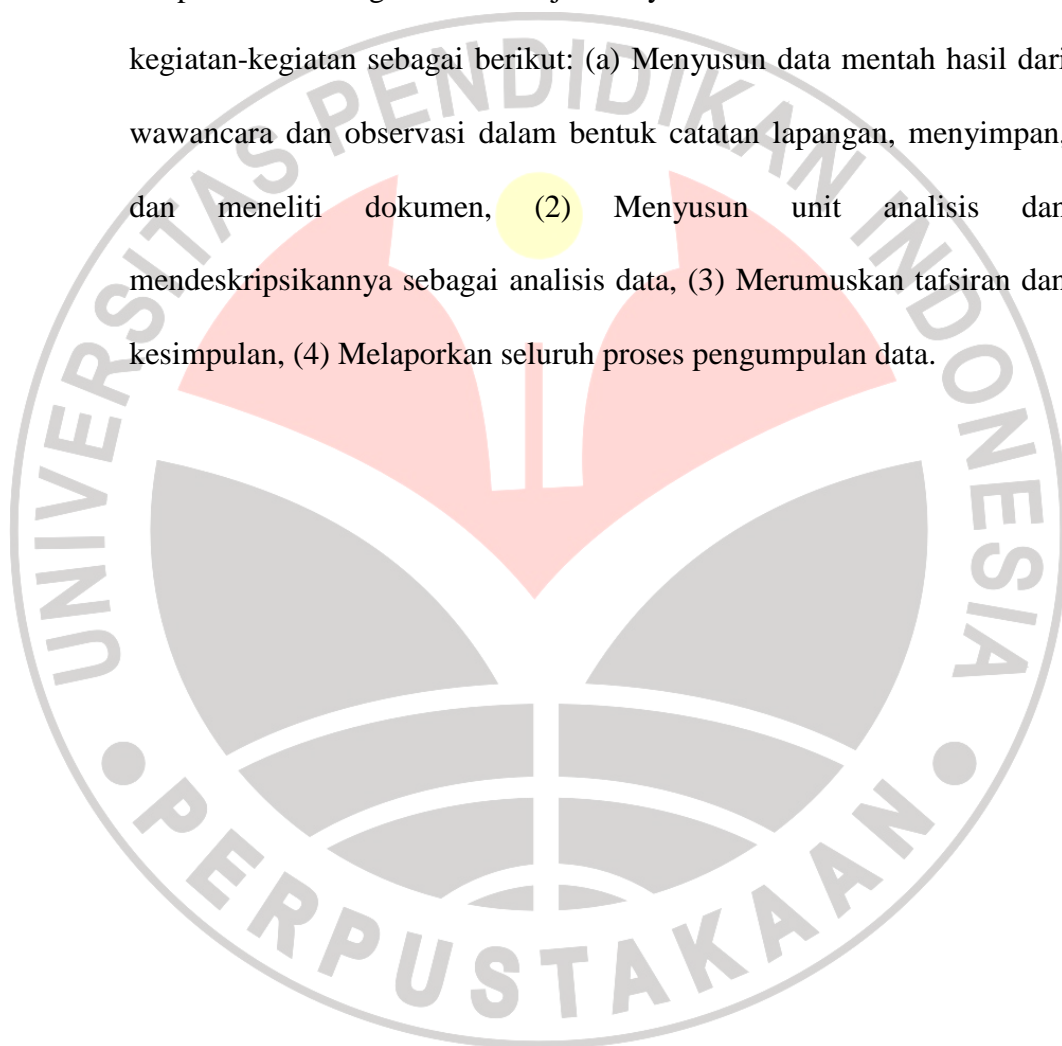 kegiatan-kegiatan sebagai berikut: (a) Menyusun data mentah hasil dari
wawancara dan observasi dalam bentuk catatan lapangan, menyimpan,
dan meneliti dokumen, (2) Menyusun unit analisis dan
mendeskripsikannya sebagai analisis data, (3) Merumuskan tafsiran dan
kesimpulan, (4) Melaporkan seluruh proses pengumpulan data.
UNIVERSITAS PENDIDIKAN INDONESIA
PERPUSTAKAAN